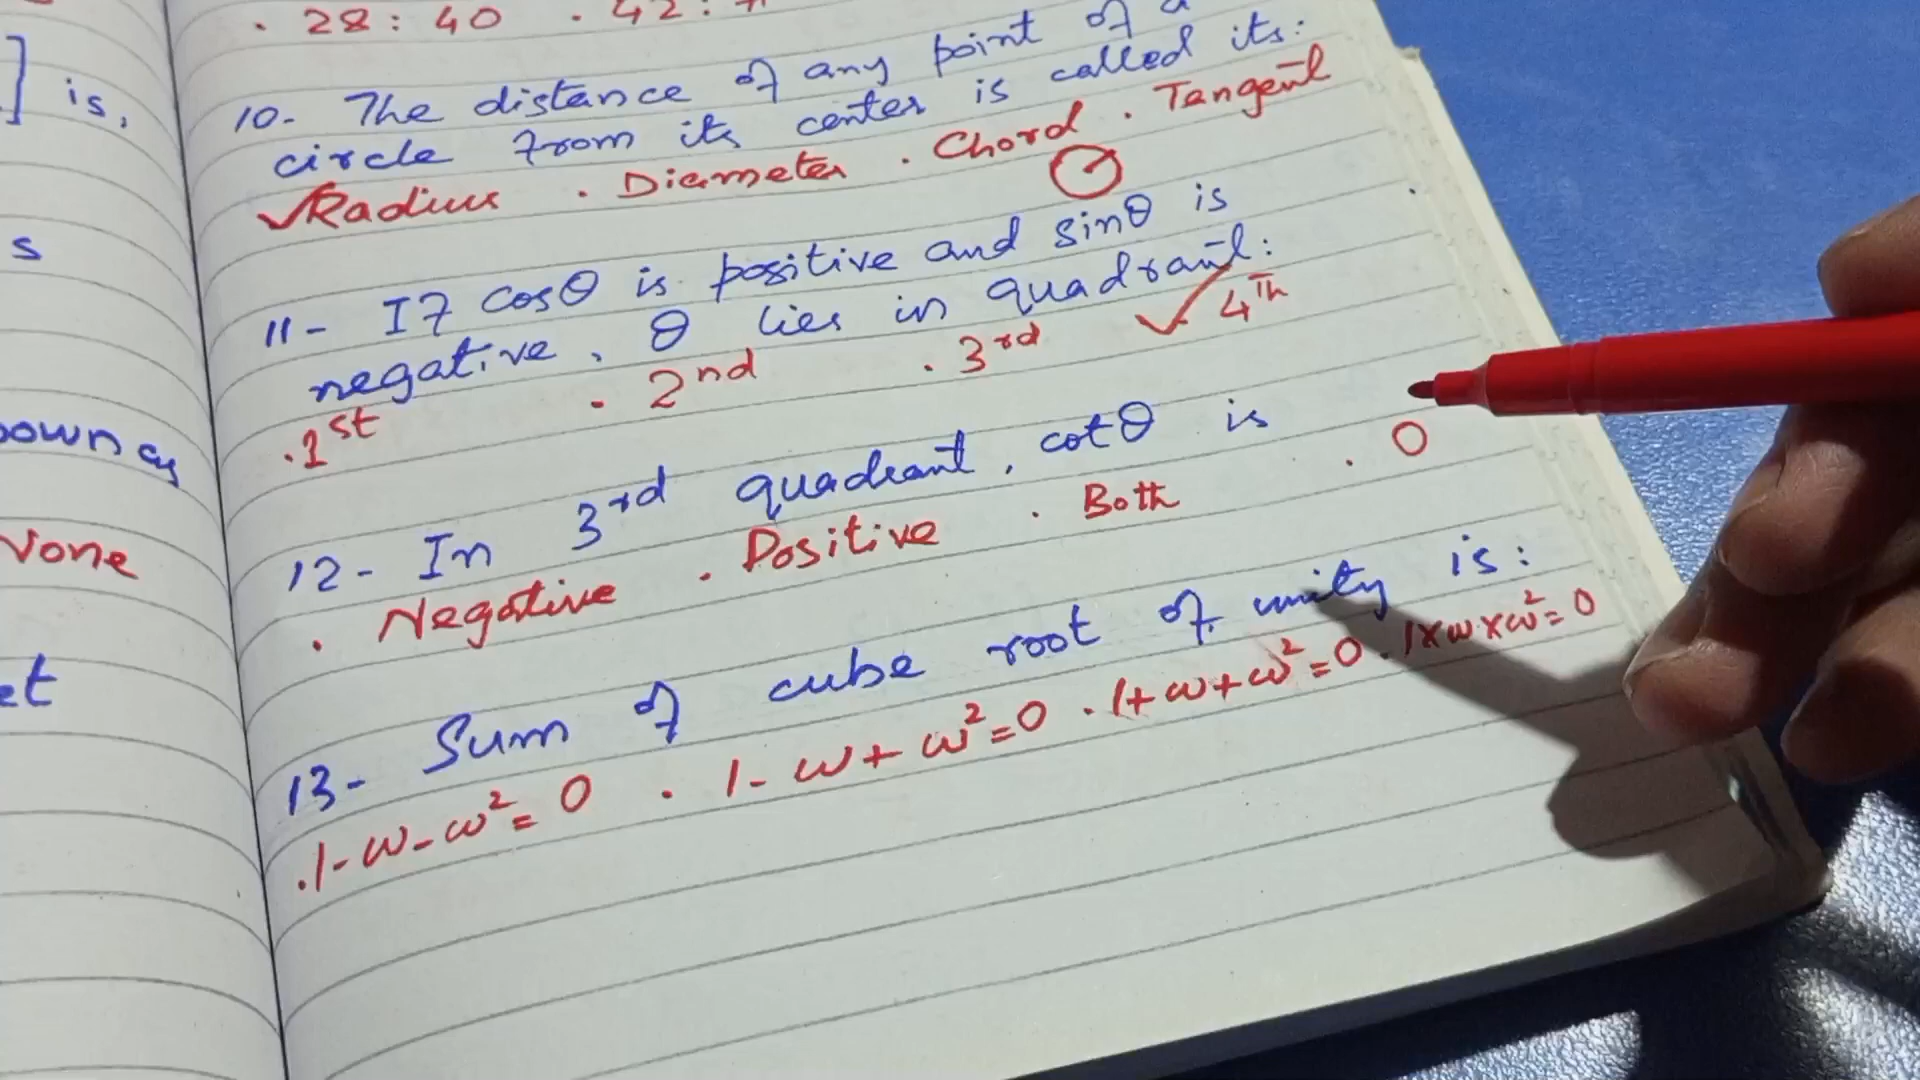 . 28 : 40 . 42 :
] is,
10- The distance of any point of a
circle from its center is called its:
✓Radius . Diameter . Chord . Tangent
s
11- If cosθ is positive and sinθ is
negative, θ lies in quadrant:
.1st . 2nd . 3rd ✓ 4Th
None
12- In 3rd quadrant, cotθ is
. Negative . Positive . Both . 0
et
13- Sum of cube root of unity is:
.1-ω-ω²=0 . 1-ω+ω²=0 .1+ω+ω²=0 .1×ω×ω²=0